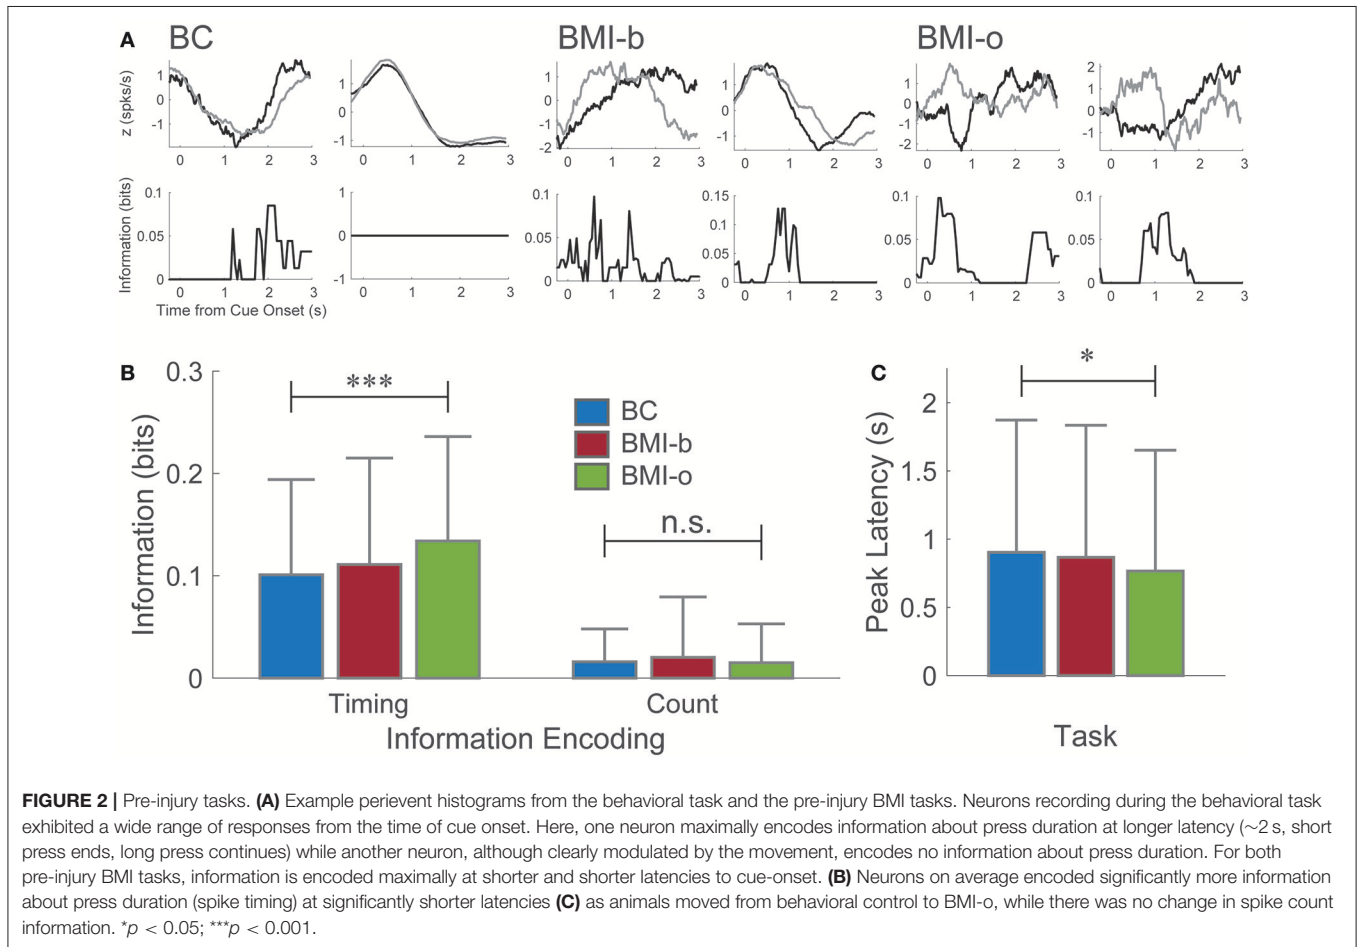 A BC BMI-b BMI-o
z (spks/s)
1 0 -1
0 1 2 3
1 0 -1
0 1 2 3
1 0 -1 -2
0 1 2 3
1 0 -1
0 1 2 3
1 0 -1 -2
0 1 2 3
2 1 0 -1
0 1 2 3
Information (bits)
0.1 0.05 0
0 1 2 3
1 0 -1
0 1 2 3
0.1 0.05 0
0 1 2 3
0.15 0.10 0.05 0
0 1 2 3
0.1 0.05 0
0 1 2 3
0.1 0.05 0
0 1 2 3
Time from Cue Onset (s)
B
Information (bits)
0.3
0.2
0.1
0
***
BC
BMI-b
BMI-o
n.s.
Timing Count
Information Encoding
C
Peak Latency (s)
2
1.5
1
0.5
0
*
Task
FIGURE 2 | Pre-injury tasks. (A) Example perievent histograms from the behavioral task and the pre-injury BMI tasks. Neurons recording during the behavioral task
exhibited a wide range of responses from the time of cue onset. Here, one neuron maximally encodes information about press duration at longer latency (∼2 s, short
press ends, long press continues) while another neuron, although clearly modulated by the movement, encodes no information about press duration. For both
pre-injury BMI tasks, information is encoded maximally at shorter and shorter latencies to cue-onset. (B) Neurons on average encoded significantly more information
about press duration (spike timing) at significantly shorter latencies (C) as animals moved from behavioral control to BMI-o, while there was no change in spike count
information. *p < 0.05; ***p < 0.001.